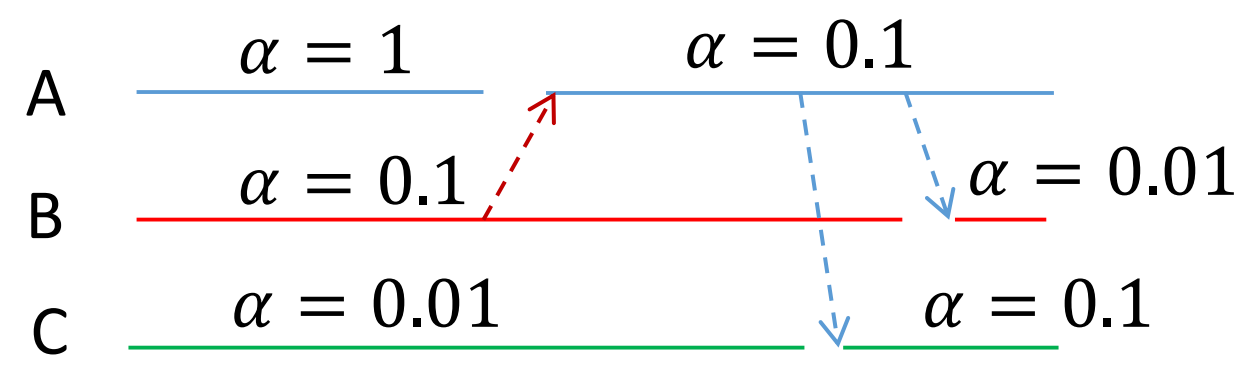 A α = 1 α = 0.1
B α = 0.1 α = 0.01
C α = 0.01 α = 0.1